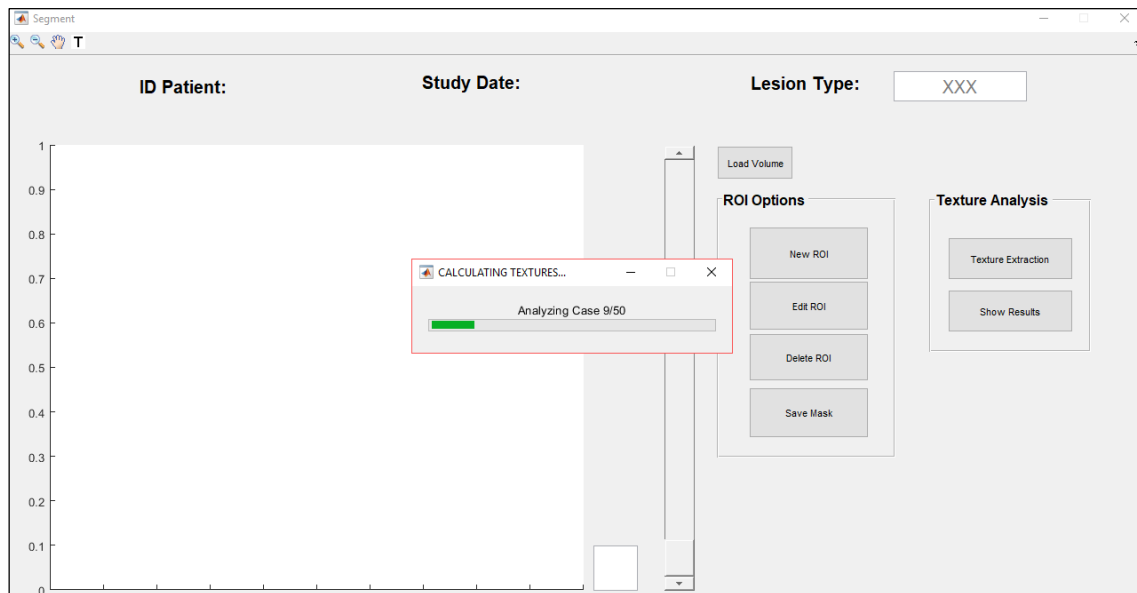 Segment
T
ID Patient:
Study Date:
Lesion Type:
XXX
1
0.9
0.8
0.7
0.6
0.5
0.4
0.3
0.2
0.1
0
Load Volume
ROI Options
New ROI
Edit ROI
Delete ROI
Save Mask
Texture Analysis
Texture Extraction
Show Results
CALCULATING TEXTURES...
Analyzing Case 9/50